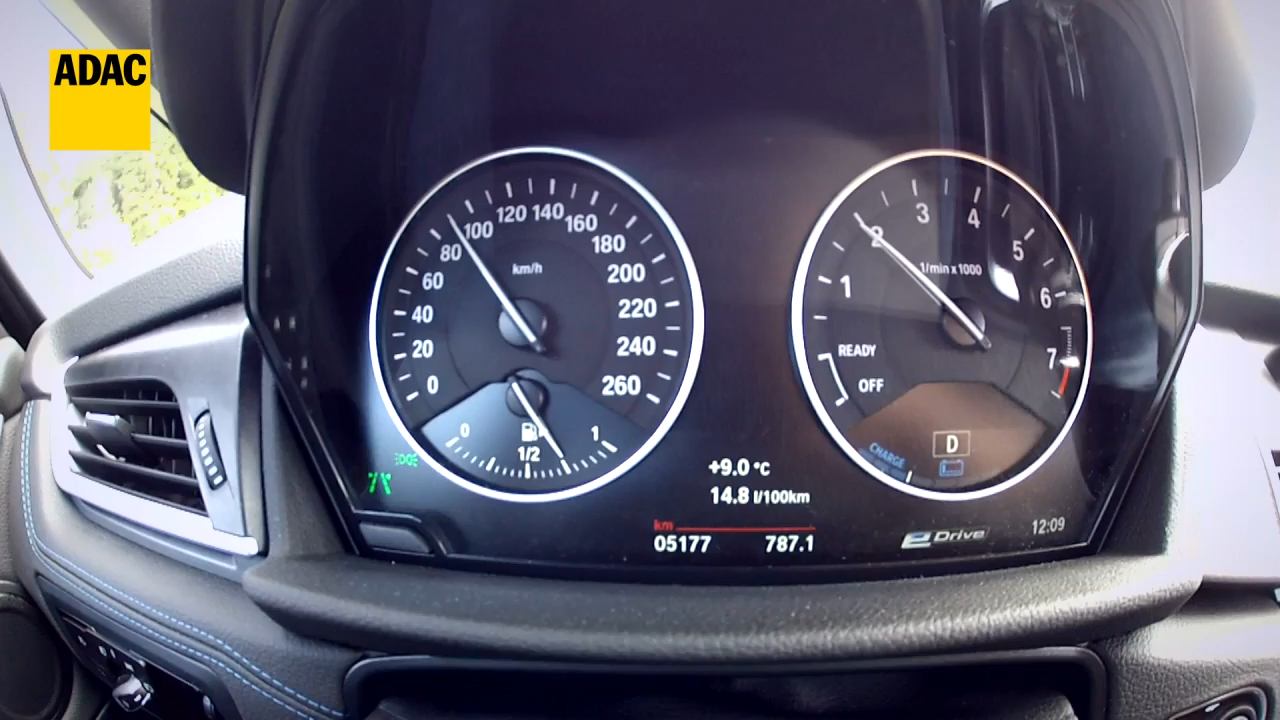 ADAC
0
20
40
60
80
100
120
140
160
180
200
220
240
260
km/h
0
1/2
1
1
2
3
4
5
6
7
1/min x 1000
READY
OFF
CHARGE
D
+9.0 °C
14.8 l/100km
km
05177 787.1
eDrive
12:09